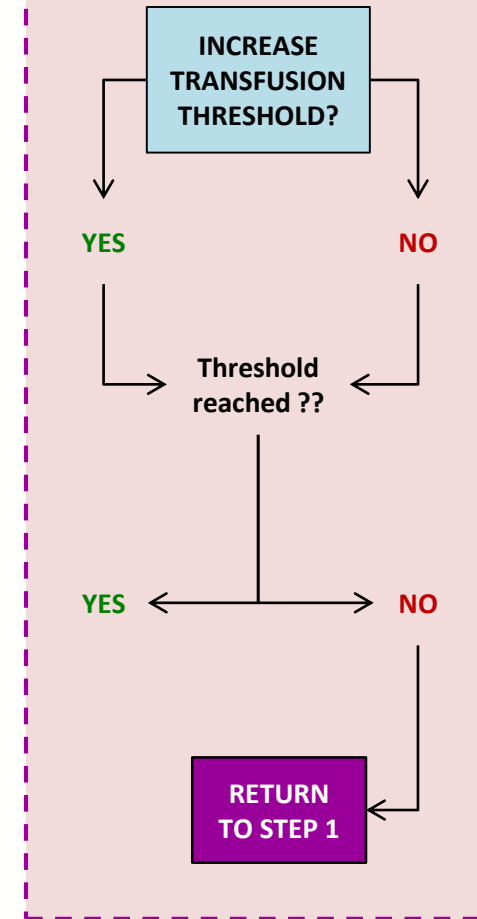 INCREASE
TRANSFUSION
THRESHOLD?
YES
NO
Threshold
reached ??
YES
NO
RETURN
TO STEP 1